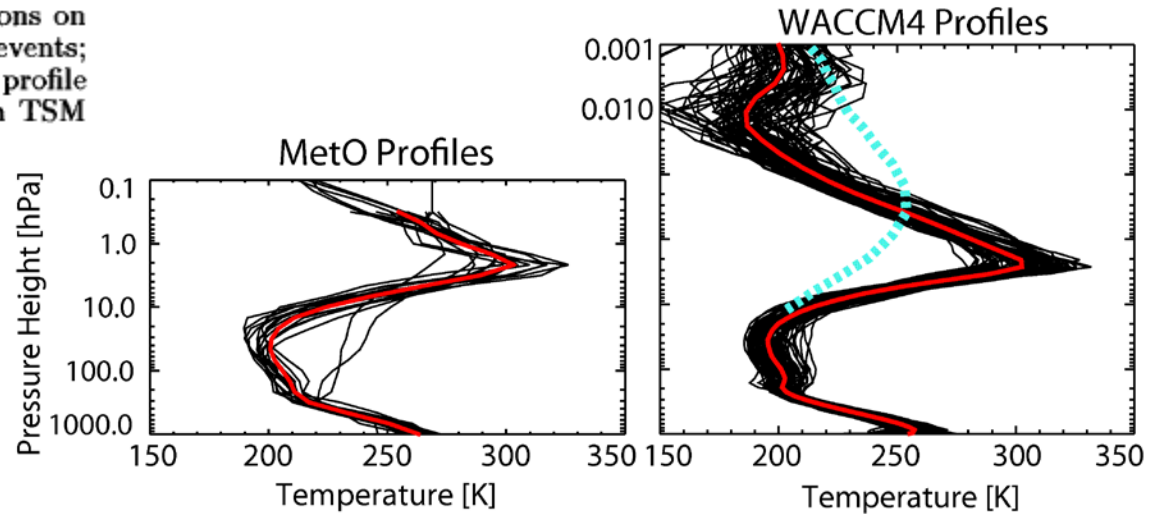 ons on
events;
profile
n TSM
MetO Profiles
Pressure Height [hPa]
0.1
1.0
10.0
100.0
1000.0
150 200 250 300 350
Temperature [K]
WACCM4 Profiles
0.001
0.010
150 200 250 300 350
Temperature [K]